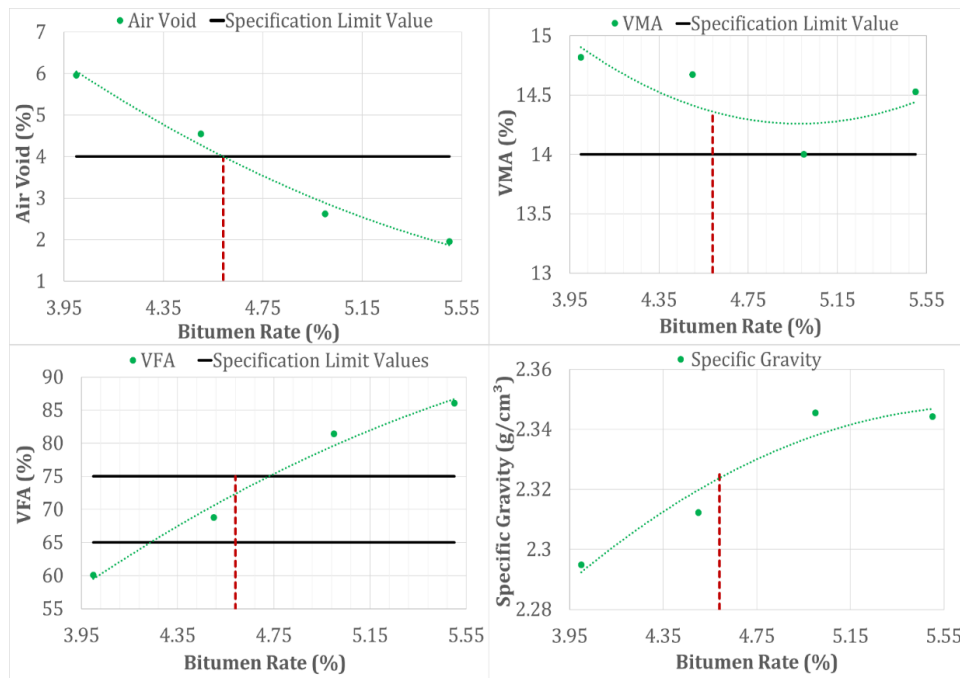 Air Void Specification Limit Value
7
6
5
4
3
2
1
Air Void (%)
3.95 4.35 4.75 5.15 5.55
Bitumen Rate (%)
VMA Specification Limit Value
15
14.5
14
13.5
13
VMA (%)
3.95 4.35 4.75 5.15 5.55
Bitumen Rate (%)
VFA Specification Limit Values
90
85
80
75
70
65
60
55
VFA (%)
3.95 4.35 4.75 5.15 5.55
Bitumen Rate (%)
Specific Gravity
2.36
2.34
2.32
2.3
2.28
Specific Gravity (g/cm³)
3.95 4.35 4.75 5.15 5.55
Bitumen Rate (%)